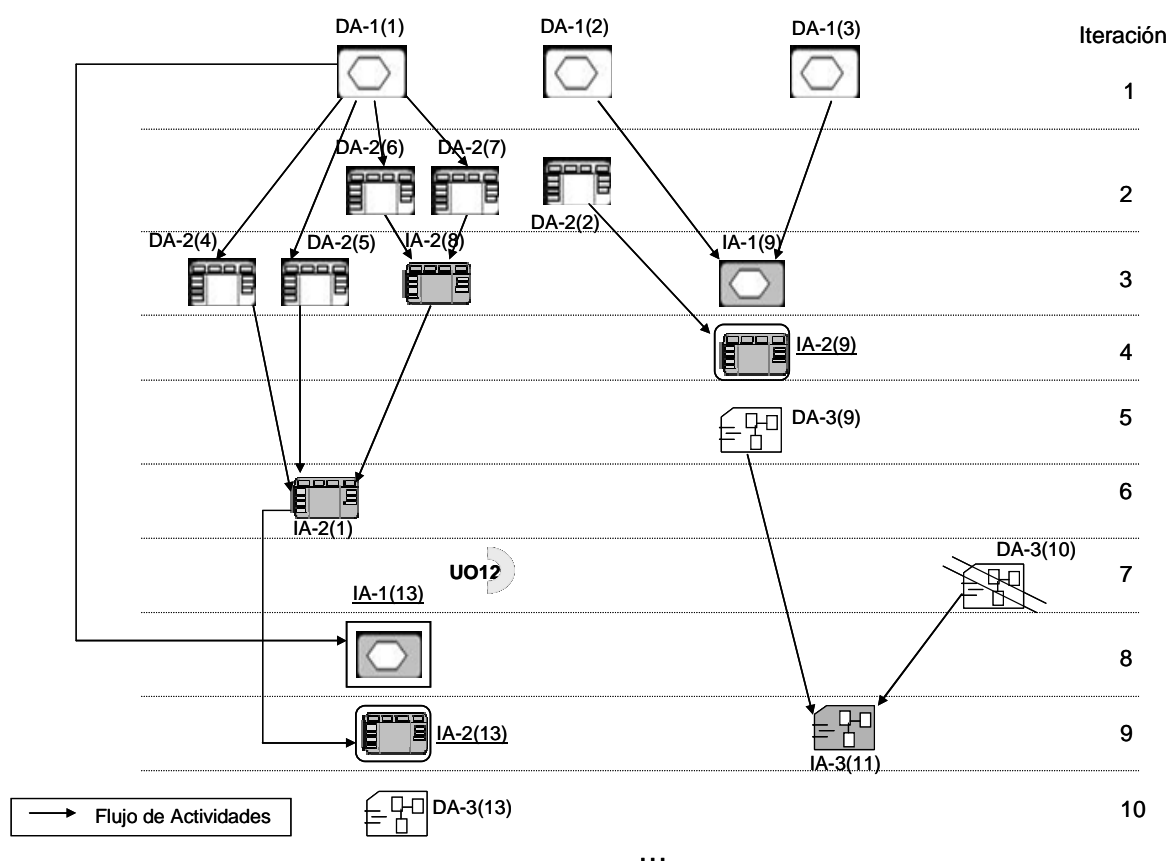 DA-1(1)
DA-1(2)
DA-1(3)
Iteración
1
DA-2(6)
DA-2(7)
2
DA-2(2)
DA-2(4)
DA-2(5)
IA-2(8)
IA-1(9)
3
IA-2(9)
4
DA-3(9)
5
6
IA-2(1)
DA-3(10)
UO12
7
IA-1(13)
8
IA-2(13)
9
IA-3(11)
Flujo de Actividades
DA-3(13)
10
...